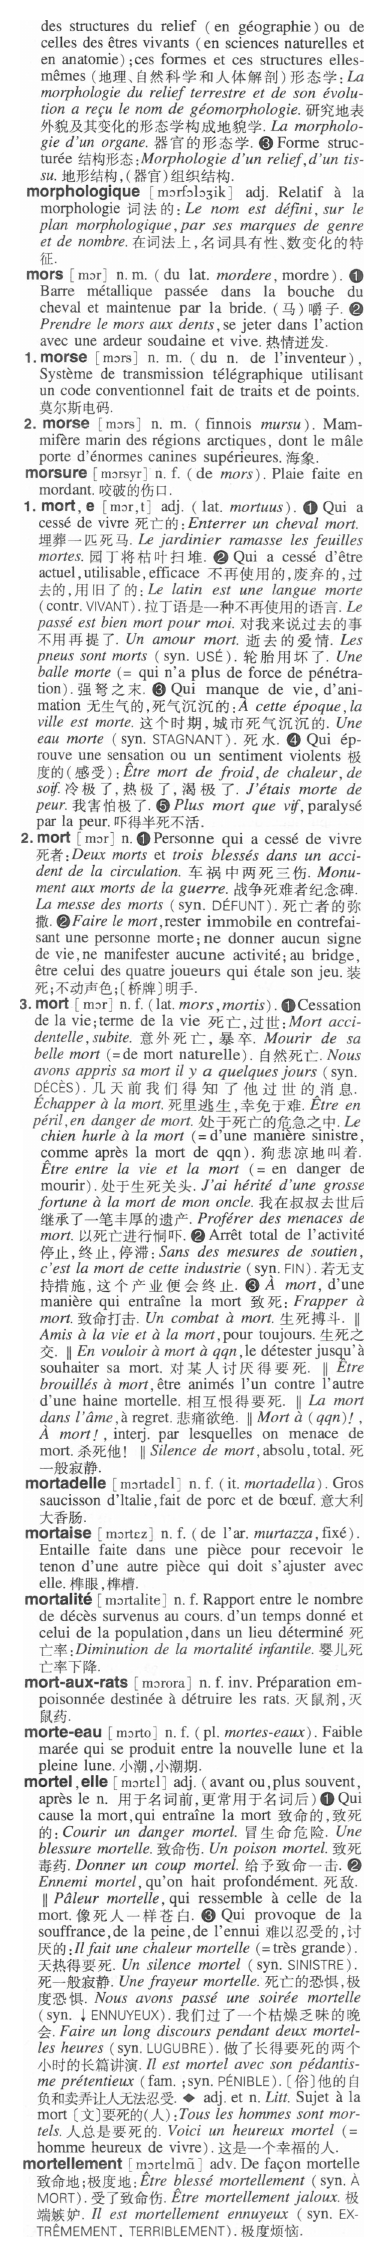 des structures du relief (en géographie) ou de
celles des êtres vivants (en sciences naturelles et
en anatomie);ces formes et ces structures elles-
mêmes (地理、自然科学和人体解剖) 形态学: La
morphologie du relief terrestre et de son évolu-
tion a reçu le nom de géomorphologie. 研究地表
外貌及其变化的形态学构成地貌学. La morpholo-
gie d'un organe. 器官的形态学. ❸ Forme struc-
turée 结构形态: Morphologie d'un relief, d'un tis-
su. 地形结构,(器官)组织结构.
morphologique [mɔrfɔlɔʒik] adj. Relatif à la
morphologie 词法的: Le nom est défini, sur le
plan morphologique, par ses marques de genre
et de nombre. 在词法上,名词具有性、数变化的特
征.
mors [mɔr] n. m. (du lat. mordere, mordre). ❶
Barre métallique passée dans la bouche du
cheval et maintenue par la bride. (马)嚼子. ❷
Prendre le mors aux dents, se jeter dans l'action
avec une ardeur soudaine et vive. 热情迸发.
1. morse [mɔrs] n. m. (du n. de l'inventeur),
Système de transmission télégraphique utilisant
un code conventionnel fait de traits et de points.
莫尔斯电码.
2. morse [mɔrs] n. m. (finnois mursu). Mam-
mifère marin des régions arctiques, dont le mâle
porte d'énormes canines supérieures. 海象.
morsure [mɔrsyr] n. f. (de mors). Plaie faite en
mordant. 咬破的伤口.
1. mort, e [mɔr,t] adj. (lat. mortuus). ❶ Qui a
cessé de vivre 死亡的: Enterrer un cheval mort.
埋葬一匹死马. Le jardinier ramasse les feuilles
mortes. 园丁将枯叶扫堆. ❷ Qui a cessé d'être
actuel, utilisable, efficace 不再使用的,废弃的,过
去的,用旧了的: Le latin est une langue morte
(contr. VIVANT). 拉丁语是一种不再使用的语言. Le
passé est bien mort pour moi. 对我来说过去的事
不用再提了. Un amour mort. 逝去的爱情. Les
pneus sont morts (syn. USÉ). 轮胎用坏了. Une
balle morte (= qui n'a plus de force de pénétra-
tion). 强弩之末. ❸ Qui manque de vie, d'ani-
mation 无生气的,死气沉沉的: À cette époque, la
ville est morte. 这个时期,城市死气沉沉的. Une
eau morte (syn. STAGNANT). 死水. ❹ Qui ép-
rouve une sensation ou un sentiment violents 极
度的(感受): Être mort de froid, de chaleur, de
soif. 冷极了,热极了,渴极了. J'étais morte de
peur. 我害怕极了. ❺ Plus mort que vif, paralysé
par la peur. 吓得半死不活.
2. mort [mɔr] n. ❶ Personne qui a cessé de vivre
死者: Deux morts et trois blessés dans un acci-
dent de la circulation. 车祸中两死三伤. Monu-
ment aux morts de la guerre. 战争死难者纪念碑.
La messe des morts (syn. DÉFUNT). 死亡者的弥
撒. ❷ Faire le mort, rester immobile en contrefai-
sant une personne morte; ne donner aucun signe
de vie, ne manifester aucune activité; au bridge,
être celui des quatre joueurs qui étale son jeu. 装
死;不动声色;〔桥牌〕明手.
3. mort [mɔr] n. f. (lat. mors, mortis). ❶ Cessation
de la vie; terme de la vie 死亡,过世: Mort acci-
dentelle, subite. 意外死亡, 暴卒. Mourir de sa
belle mort (= de mort naturelle). 自然死亡. Nous
avons appris sa mort il y a quelques jours (syn.
DÉCÈS). 几天前我们得知了他过世的消息.
Échapper à la mort. 死里逃生,幸免于难. Être en
péril, en danger de mort. 处于死亡的危急之中. Le
chien hurle à la mort (= d'une manière sinistre,
comme après la mort de qqn). 狗悲凉地叫着.
Être entre la vie et la mort (= en danger de
mourir). 处于生死关头. J'ai hérité d'une grosse
fortune à la mort de mon oncle. 我在叔叔去世后
继承了一笔丰厚的遗产. Proférer des menaces de
mort. 以死亡进行恫吓. ❷ Arrêt total de l'activité
停止,终止,停滞: Sans des mesures de soutien,
c'est la mort de cette industrie (syn. FIN). 若无支
持措施,这个产业便会终止. ❸ À mort, d'une
manière qui entraîne la mort 致死: Frapper à
mort. 致命打击. Un combat à mort. 生死搏斗. ‖
Amis à la vie et à la mort, pour toujours. 生死之
交. ‖ En vouloir à mort à qqn, le détester jusqu'à
souhaiter sa mort. 对某人讨厌得要死. ‖ Être
brouillés à mort, être animés l'un contre l'autre
d'une haine mortelle. 相互恨得要死. ‖ La mort
dans l'âme, à regret. 悲痛欲绝. ‖ Mort à (qqn)!,
À mort!, interj. par lesquelles on menace de
mort. 杀死他! ‖ Silence de mort, absolu, total. 死
一般寂静.
mortadelle [mɔrtadɛl] n. f. (it. mortadella). Gros
saucisson d'Italie, fait de porc et de bœuf. 意大利
大香肠.
mortaise [mɔrtɛz] n. f. (de l'ar. murtazza, fixé).
Entaille faite dans une pièce pour recevoir le
tenon d'une autre pièce qui doit s'ajuster avec
elle. 榫眼,榫槽.
mortalité [mɔrtalite] n. f. Rapport entre le nombre
de décès survenus au cours. d'un temps donné et
celui de la population, dans un lieu déterminé 死
亡率: Diminution de la mortalité infantile. 婴儿死
亡率下降.
mort-aux-rats [mɔrora] n. f. inv. Préparation em-
poisonnée destinée à détruire les rats. 灭鼠剂,灭
鼠药.
morte-eau [mɔrto] n. f. (pl. mortes-eaux). Faible
marée qui se produit entre la nouvelle lune et la
pleine lune. 小潮,小潮期.
mortel, elle [mɔrtɛl] adj. (avant ou, plus souvent,
après le n. 用于名词前,更常用于名词后) ❶ Qui
cause la mort, qui entraîne la mort 致命的,致死
的: Courir un danger mortel. 冒生命危险. Une
blessure mortelle. 致命伤. Un poison mortel. 致死
毒药. Donner un coup mortel. 给予致命一击. ❷
Ennemi mortel, qu'on hait profondément. 死敌.
‖ Pâleur mortelle, qui ressemble à celle de la
mort. 像死人一样苍白. ❸ Qui provoque de la
souffrance, de la peine, de l'ennui 难以忍受的,讨
厌的: Il fait une chaleur mortelle (= très grande).
天热得要死. Un silence mortel (syn. SINISTRE).
死一般寂静. Une frayeur mortelle. 死亡的恐惧,极
度恐惧. Nous avons passé une soirée mortelle
(syn. ↓ENNUYEUX). 我们过了一个枯燥乏味的晚
会. Faire un long discours pendant deux mortel-
les heures (syn. LUGUBRE). 做了长得要死的两个
小时的长篇讲演. Il est mortel avec son pédantis-
me prétentieux (fam. ;syn. PÉNIBLE). 〔俗〕他的自
负和卖弄让人无法忍受. ◆ adj. et n. Litt. Sujet à la
mort 〔文〕要死的(人): Tous les hommes sont mor-
tels. 人总是要死的. Voici un heureux mortel (=
homme heureux de vivre). 这是一个幸福的人.
mortellement [mɔrtɛlmɑ̃] adv. De façon mortelle
致命地;极度地: Être blessé mortellement (syn. À
MORT). 受了致命伤. Être mortellement jaloux. 极
端嫉妒. Il est mortellement ennuyeux (syn. EX-
TRÊMEMENT, TERRIBLEMENT). 极度烦恼.